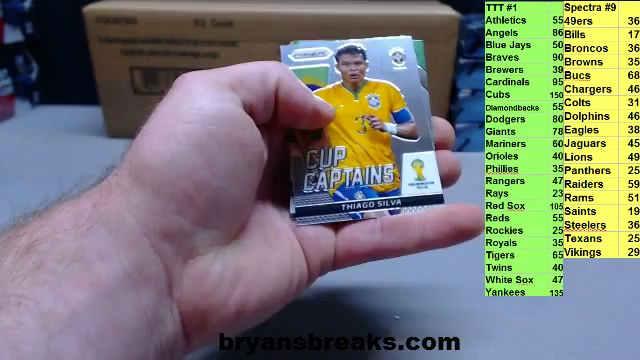 PRIZM
CUP
CAPTAINS
THIAGO SILVA
bryansbreaks.com
TTT #1
Athletics 55
Angels 86
Blue Jays 50
Braves 90
Brewers 39
Cardinals 95
Cubs 150
Diamondbacks 55
Dodgers 80
Giants 78
Mariners 60
Orioles 40
Phillies 35
Rangers 47
Rays 23
Red Sox 105
Reds 55
Rockies 25
Royals 35
Tigers 65
Twins 40
White Sox 47
Yankees 135
Spectra #9
49ers 36
Bills 17
Broncos 36
Browns 35
Bucs 68
Chargers 46
Colts 31
Dolphins 46
Eagles 38
Jaguars 45
Lions 49
Panthers 25
Raiders 59
Rams 51
Saints 19
Steelers 36
Texans 25
Vikings 29